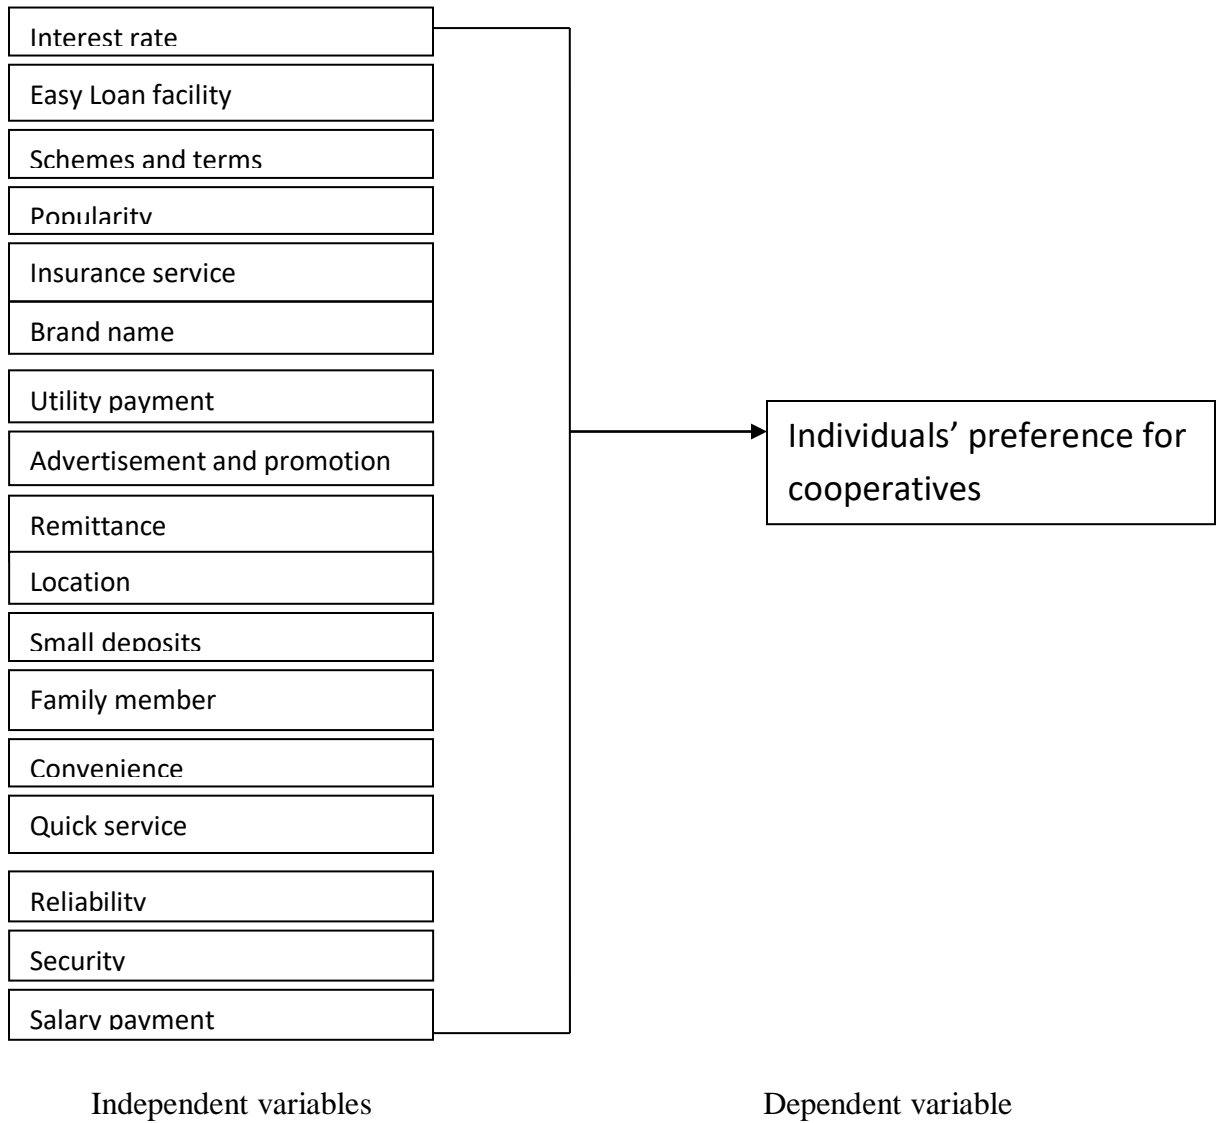 Interest rate
Easy Loan facility
Schemes and terms
Popularity
Insurance service
Brand name
Utility payment
Advertisement and promotion
Remittance
Location
Small deposits
Family member
Convenience
Quick service
Reliability
Security
Salary payment
Individuals’ preference for
cooperatives
Independent variables
Dependent variable